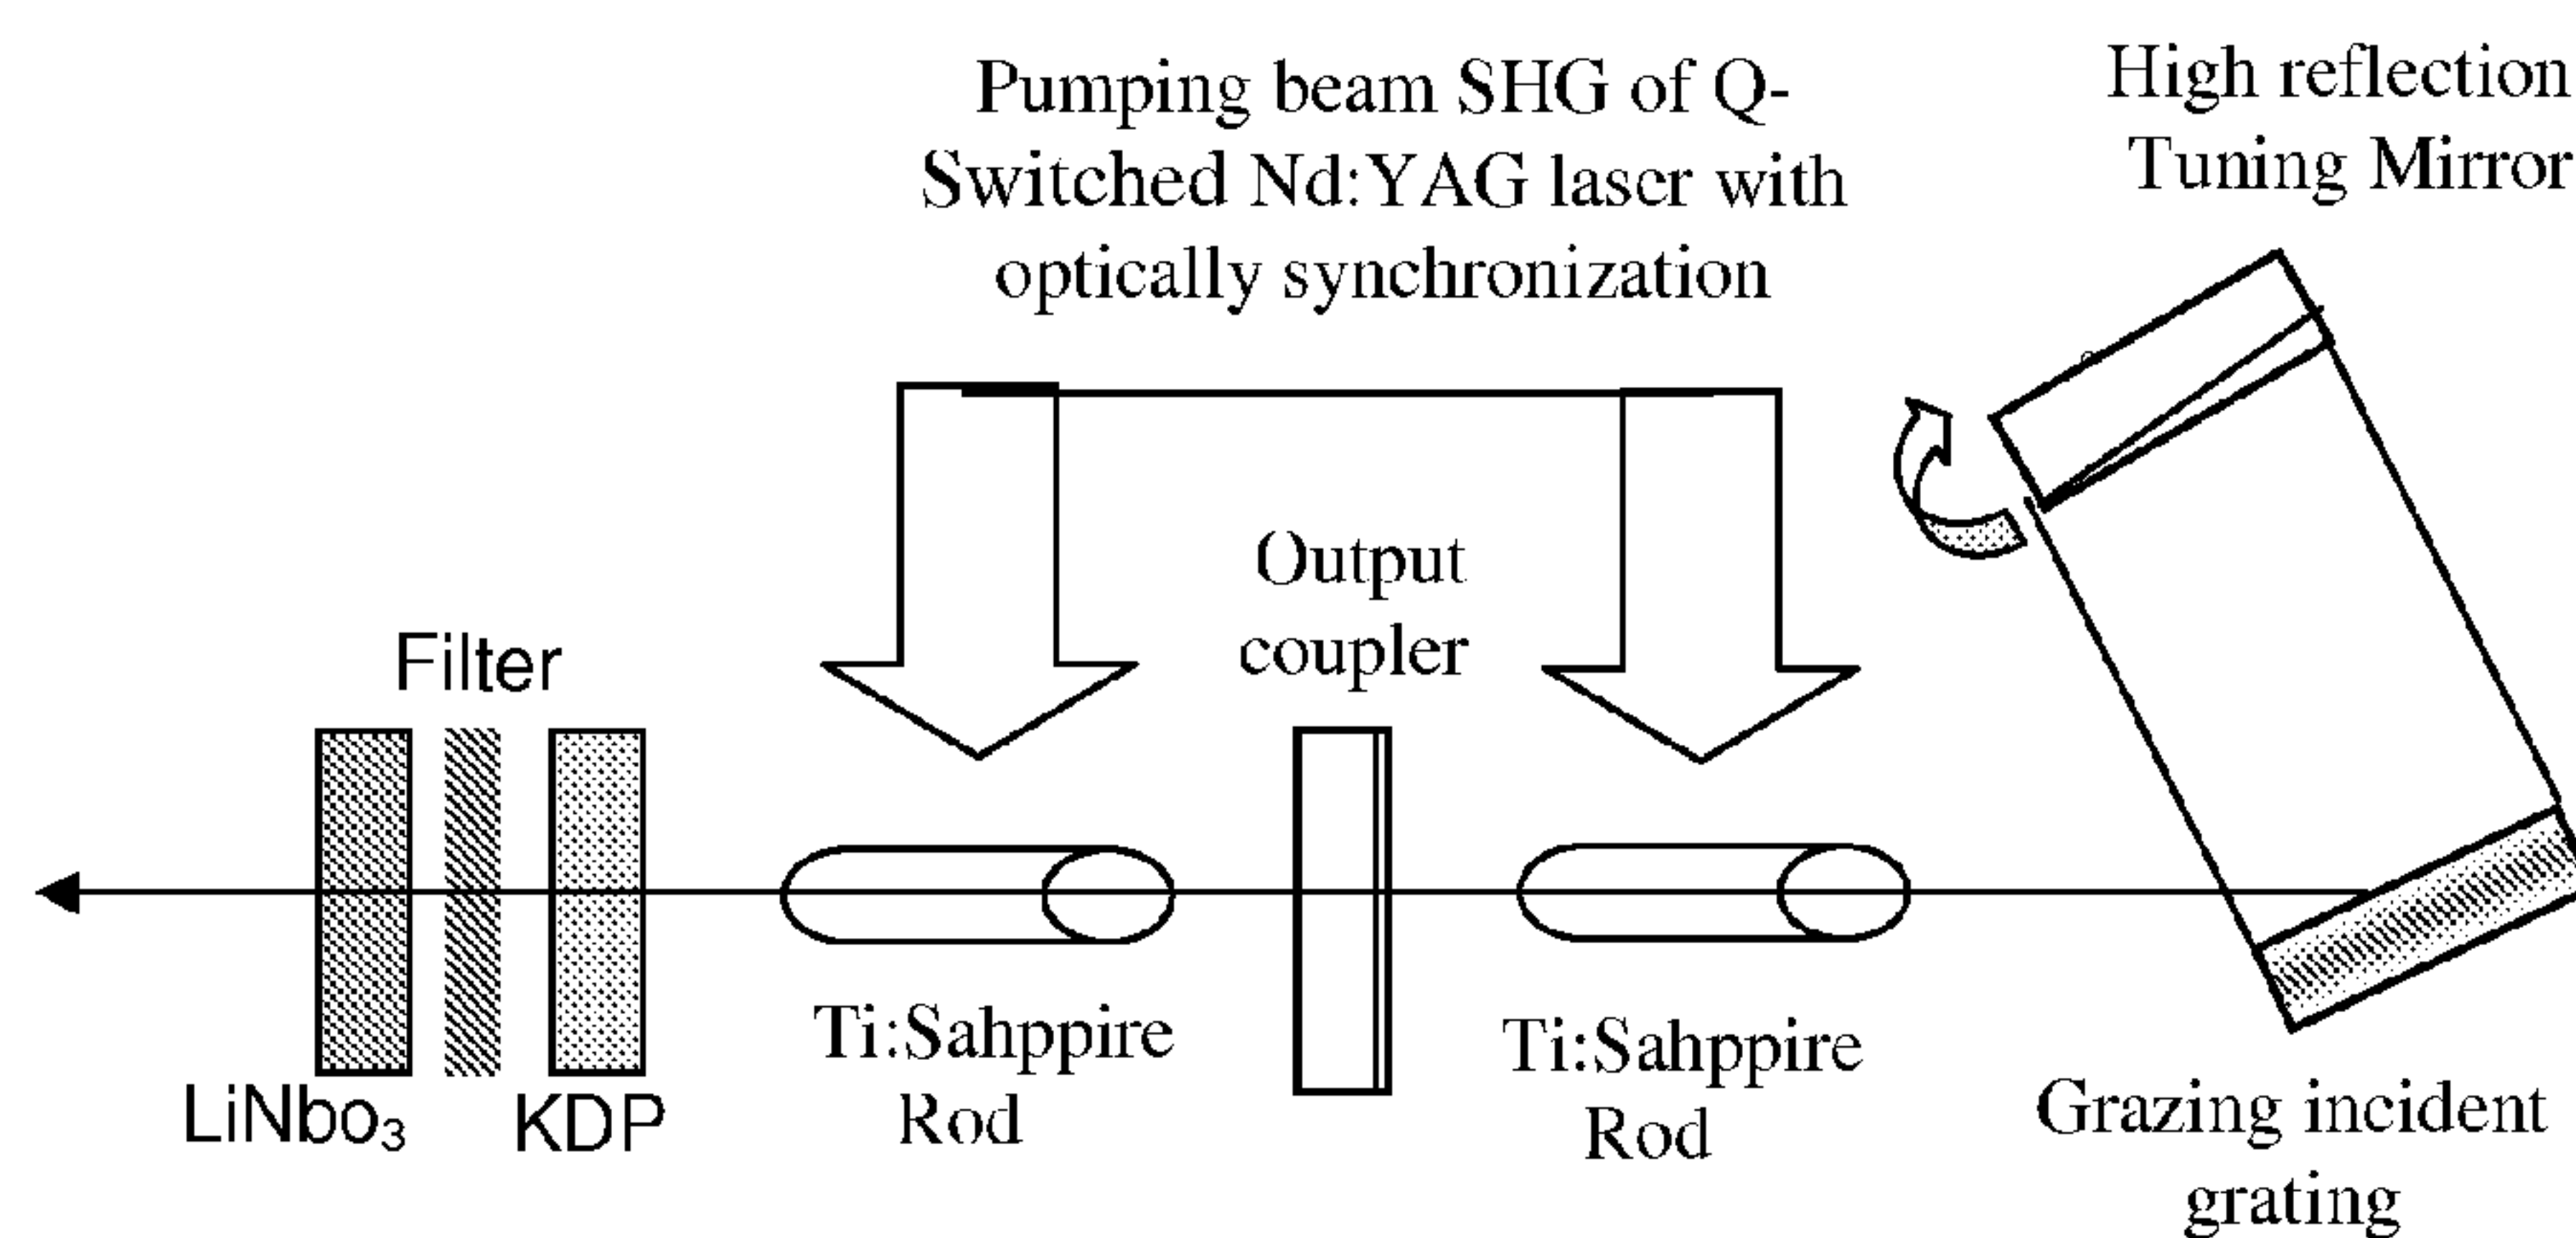 Pumping beam SHG of Q-
Switched Nd:YAG laser with
optically synchronization
High reflection
Tuning Mirror
Output
coupler
Filter
LiNbo₃
KDP
Ti:Sahppire
Rod
Ti:Sahppire
Rod
Grazing incident
grating